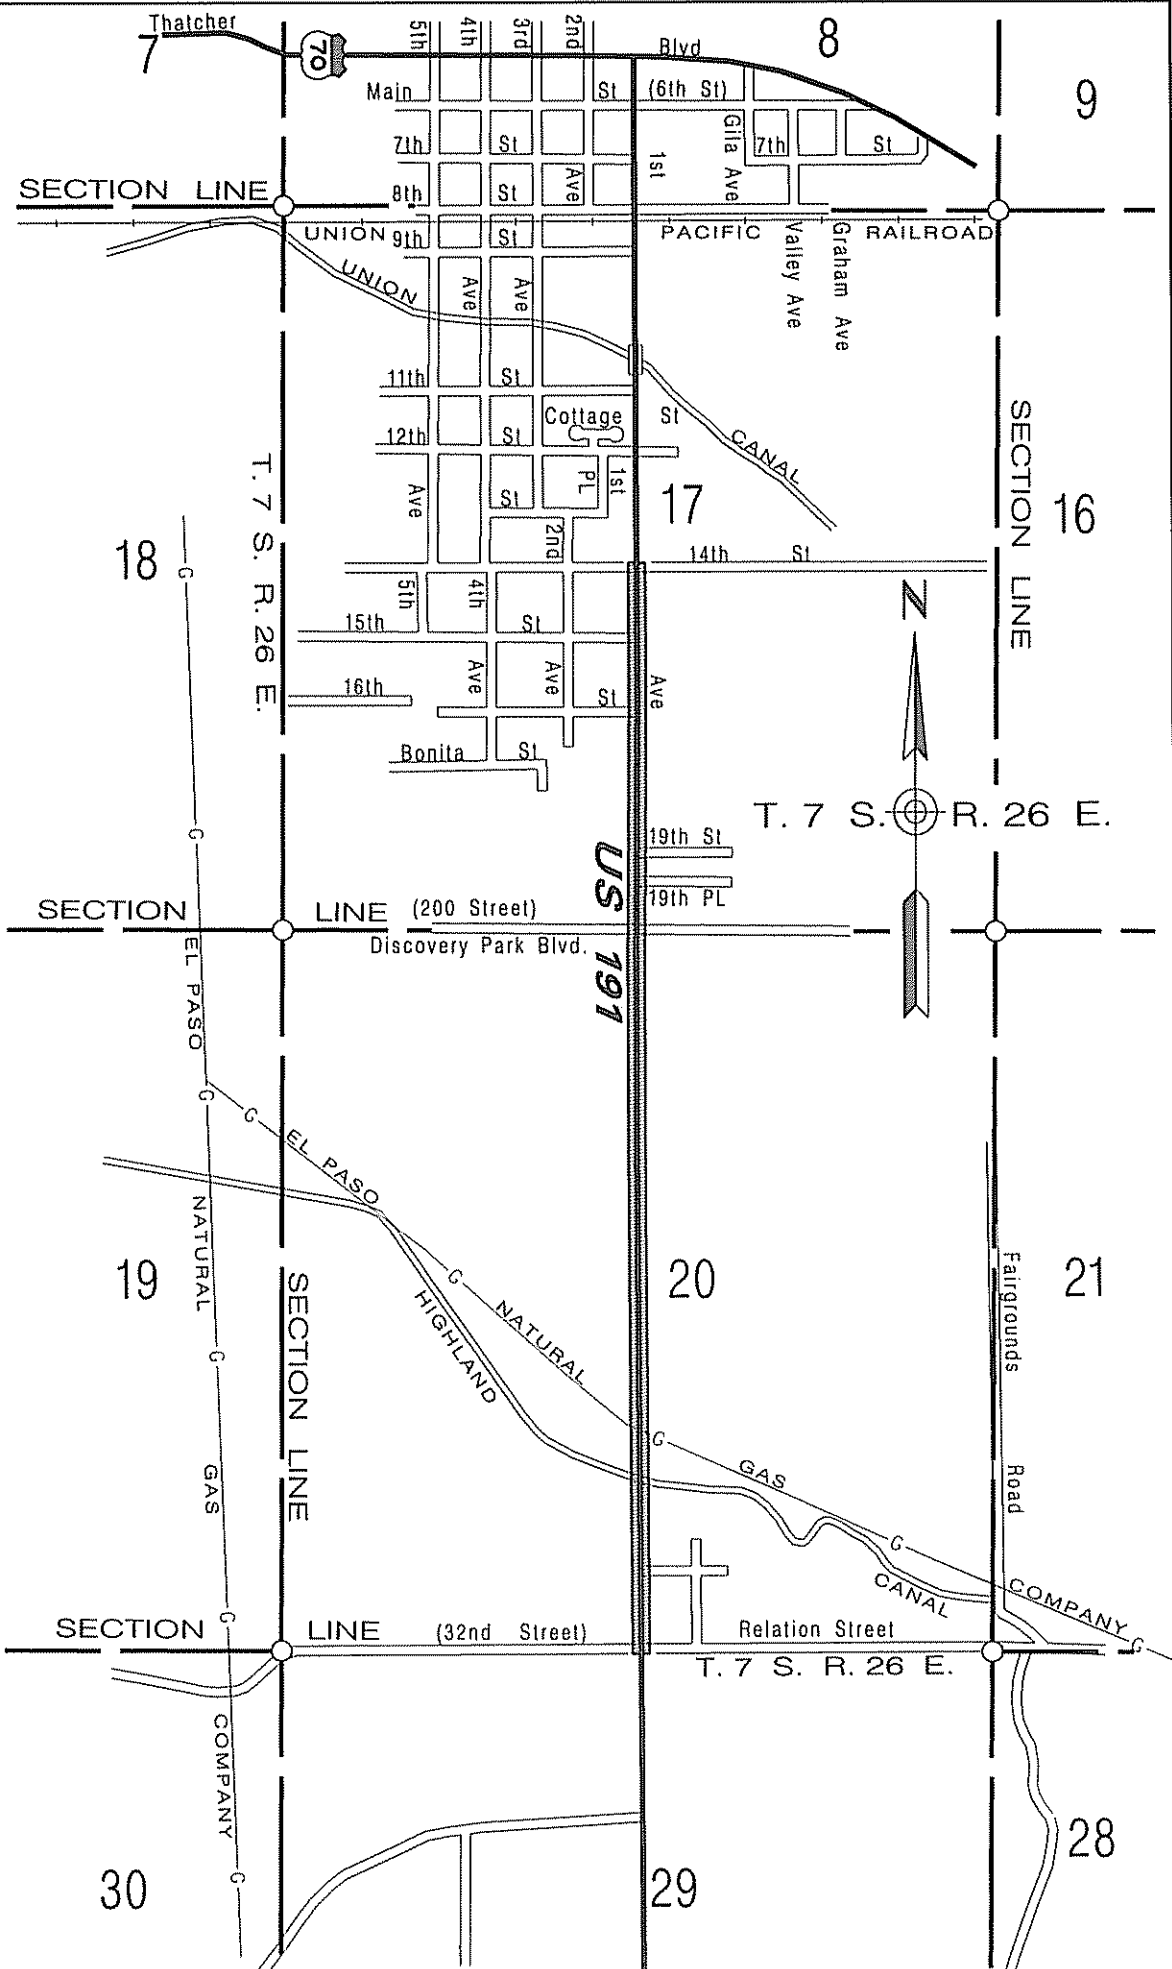 Thatcher
7
70
5th
4th
3rd
2nd
Blvd
8
9
Main
St
(6th St)
7th
St
1st
Gila Ave
7th
St
SECTION LINE
8th
St
Ave
UNION
PACIFIC
RAILROAD
9th
St
Valley Ave
Graham Ave
UNION
Ave
Ave
11th
St
Cottage
St
12th
St
CANAL
SECTION LINE
T. 7 S. R. 26 E.
Ave
St
PL
1st
17
16
18
G
2nd
14th
St
N
5th
4th
15th
St
16th
Ave
Ave
St
Ave
Bonita
St
T. 7 S.
R. 26 E.
G
19th St
19th PL
US 191
SECTION LINE
(200 Street)
Discovery Park Blvd.
EL PASO
G
G
EL PASO
NATURAL
19
SECTION LINE
HIGHLAND
G
NATURAL
20
Fairgrounds
21
G
G
GAS
GAS
Road
G
CANAL
COMPANY
G
G
SECTION LINE
(32nd Street)
Relation Street
T. 7 S. R. 26 E.
COMPANY
G
30
29
28